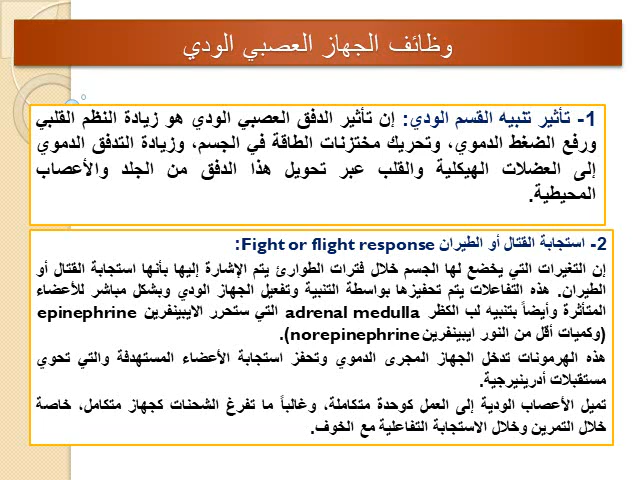 وظائف الجهاز العصبي الودي
1- تأثير تنبيه القسم الودي: إن تأثير الدفق العصبي الودي هو زيادة النظم القلبي
ورفع الضغط الدموي، وتحريك مختزنات الطاقة في الجسم، وزيادة التدفق الدموي
إلى العضلات الهيكلية والقلب عبر تحويل هذا الدفق من الجلد والأعصاب
المحيطية.
2- استجابة القتال أو الطيران Fight or flight response:
إن التغيرات التي يخضع لها الجسم خلال فترات الطوارئ يتم الإشارة إليها بأنها استجابة القتال أو
الطيران. هذه التفاعلات يتم تحفيزها بواسطة التنبية وتفعيل الجهاز الودي وبشكل مباشر للأعضاء
المتأثرة وأيضاً بتنبيه لب الكظر adrenal medulla التي ستحرر الايبينفرين epinephrine
(وكميات أقل من النور ايبينفرين norepinephrine).
هذه الهرمونات تدخل الجهاز المجرى الدموي وتحفز استجابة الأعضاء المستهدفة والتي تحوي
مستقبلات أدرينيرجية.
تميل الأعصاب الودية إلى العمل كوحدة متكاملة، وغالباً ما تفرغ الشحنات كجهاز متكامل، خاصة
خلال التمرين وخلال الاستجابة التفاعلية مع الخوف.